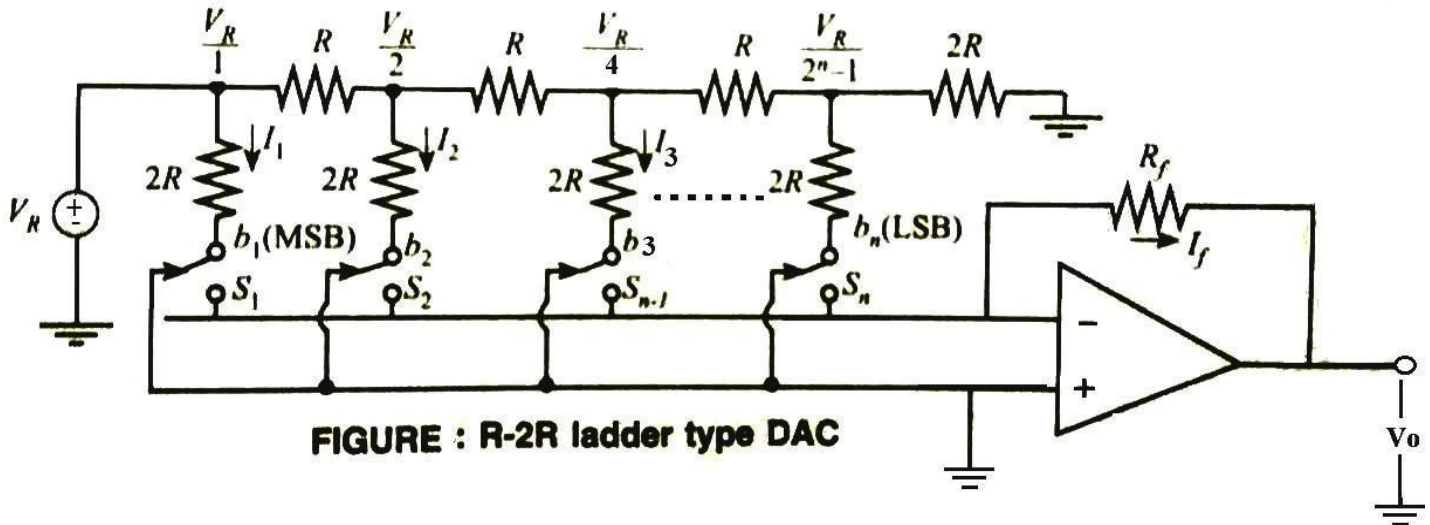 V_R/1 R V_R/2 R V_R/4 R V_R/2^n-1 2R
I_1 I_2 I_3
2R 2R 2R 2R
V_R + -
b_1(MSB) b_2 b_3 b_n(LSB)
S_1 S_2 S_n-1 S_n
R_f
I_f
-
+
Vo
FIGURE : R-2R ladder type DAC